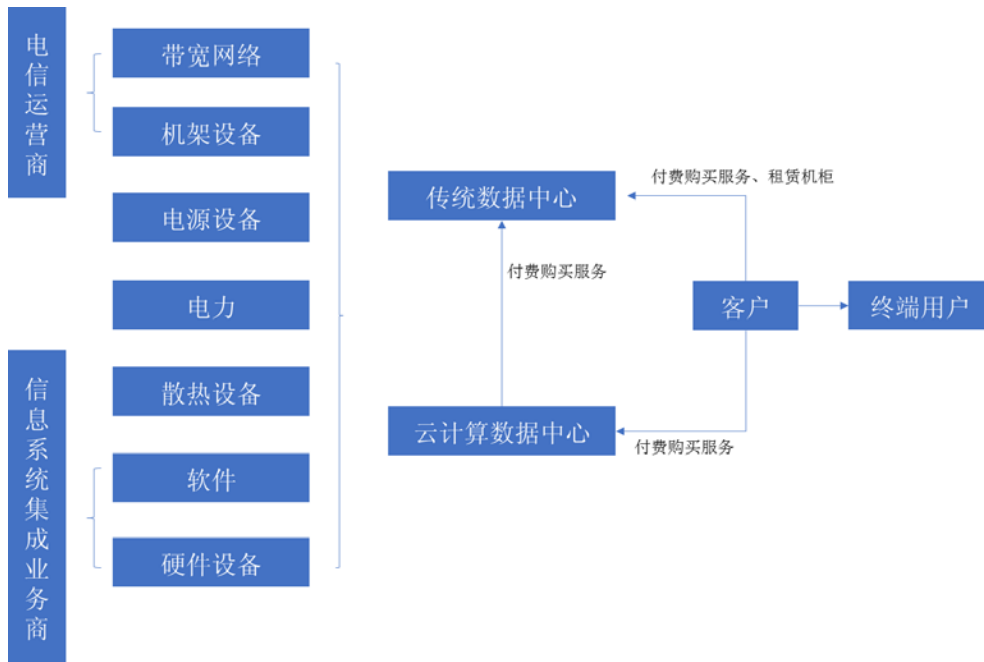 电信运营商
带宽网络
机架设备
电源设备
电力
散热设备
软件
硬件设备
信息系统集成业务商
传统数据中心
付费购买服务、租赁机柜
付费购买服务
客户
终端用户
云计算数据中心
付费购买服务